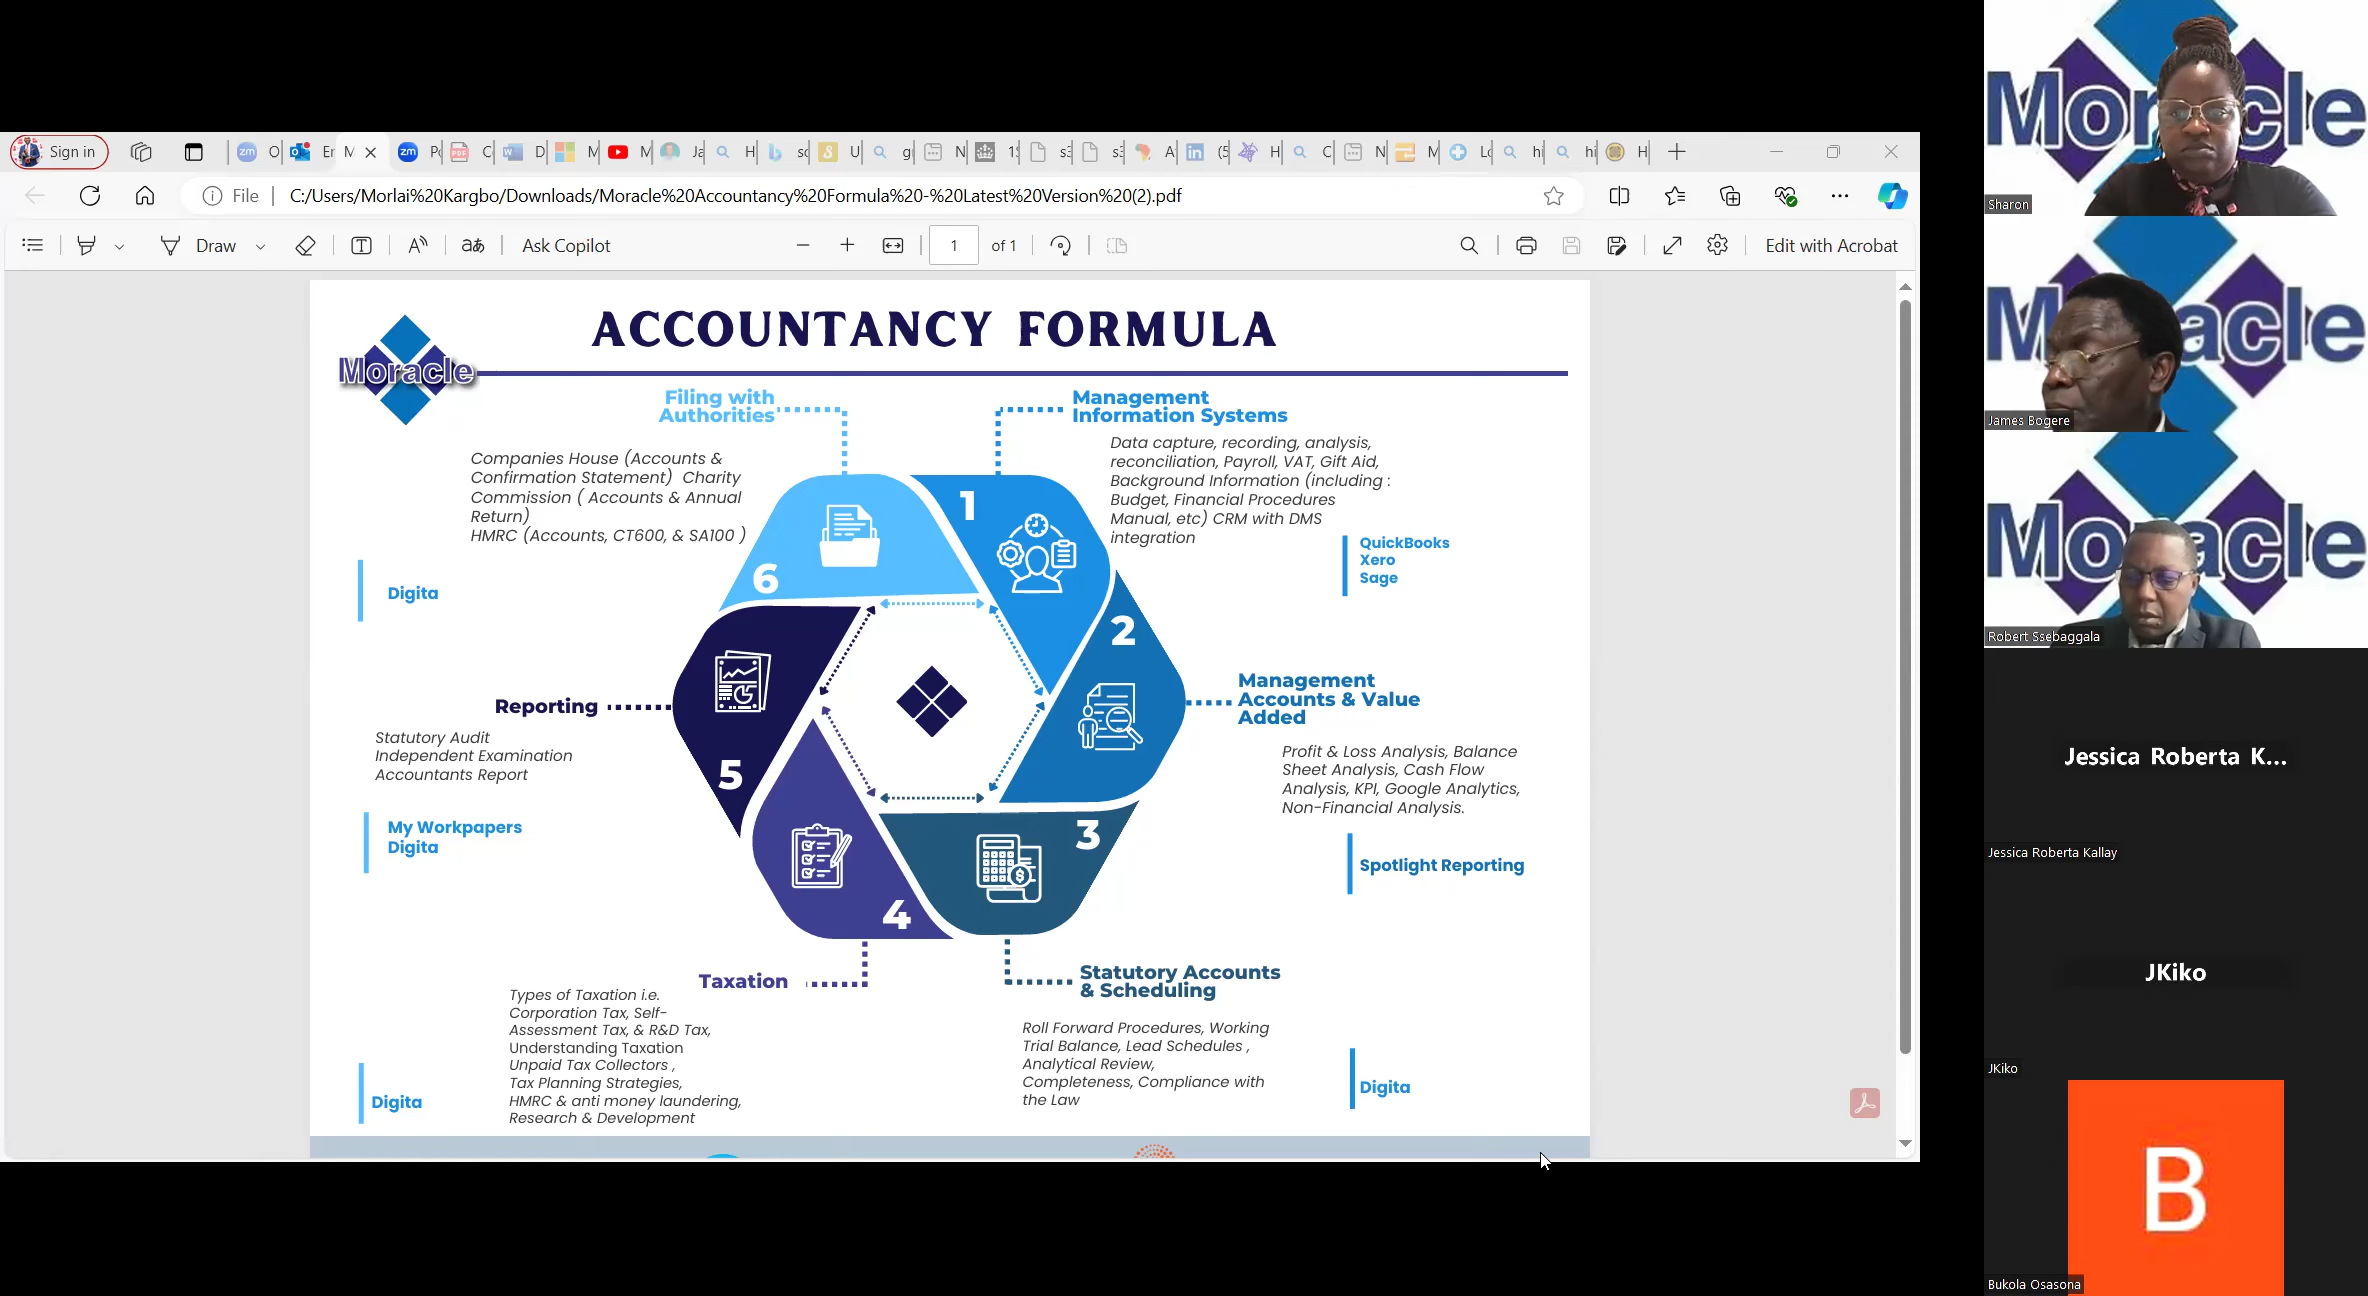 Sign in
File
C:/Users/Morlai%20Kargbo/Downloads/Moracle%20Accountancy%20Formula%20-%20Latest%20Version%20(2).pdf
Draw
Ask Copilot
1 of 1
Edit with Acrobat
Moracle
ACCOUNTANCY FORMULA
Filing with
Authorities
Companies House (Accounts &
Confirmation Statement) Charity
Commission ( Accounts & Annual
Return)
HMRC (Accounts, CT600, & SA100 )
Digita
Management
Information Systems
Data capture, recording, analysis,
reconciliation, Payroll, VAT, Gift Aid,
Background Information (including :
Budget, Financial Procedures
Manual, etc) CRM with DMS
integration
QuickBooks
Xero
Sage
1
2
3
4
5
6
Management
Accounts & Value
Added
Profit & Loss Analysis, Balance
Sheet Analysis, Cash Flow
Analysis, KPI, Google Analytics,
Non-Financial Analysis.
Spotlight Reporting
Reporting
Statutory Audit
Independent Examination
Accountants Report
My Workpapers
Digita
Taxation
Types of Taxation i.e.
Corporation Tax, Self-
Assessment Tax, & R&D Tax,
Understanding Taxation
Unpaid Tax Collectors ,
Tax Planning Strategies,
HMRC & anti money laundering,
Research & Development
Digita
Statutory Accounts
& Scheduling
Roll Forward Procedures, Working
Trial Balance, Lead Schedules ,
Analytical Review,
Completeness, Compliance with
the Law
Digita
Sharon
James Bogere
Robert Ssebaggala
Jessica Roberta K...
Jessica Roberta Kallay
JKiko
JKiko
B
Bukola Osasona